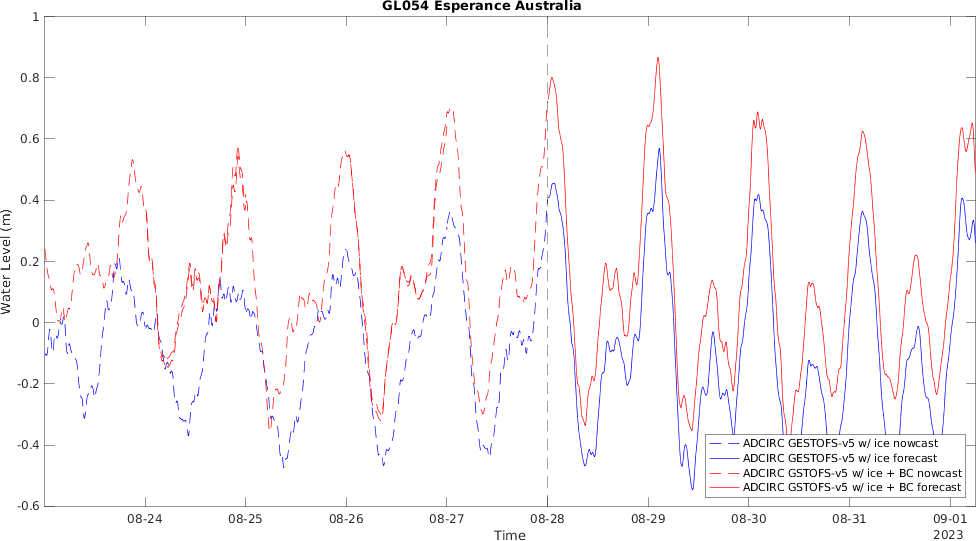 GL054 Esperance Australia
Water Level (m)
1
0.8
0.6
0.4
0.2
0
-0.2
-0.4
-0.6
ADCIRC GESTOFS-v5 w/ ice nowcast
ADCIRC GESTOFS-v5 w/ ice forecast
ADCIRC GSTOFS-v5 w/ ice + BC nowcast
ADCIRC GSTOFS-v5 w/ ice + BC forecast
08-24 08-25 08-26 08-27 08-28 08-29 08-30 08-31 09-01
Time
2023